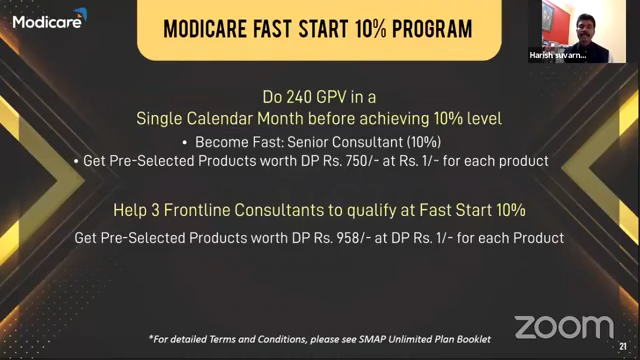 Modicare
MODICARE FAST START 10% PROGRAM
Harish suvarn...
Do 240 GPV in a
Single Calendar Month before achieving 10% level
• Become Fast: Senior Consultant (10%)
• Get Pre-Selected Products worth DP Rs. 750/- at Rs. 1/- for each product
Help 3 Frontline Consultants to qualify at Fast Start 10%
Get Pre-Selected Products worth DP Rs. 958/- at DP Rs. 1/- for each Product
zoom
*For detailed Terms and Conditions, please see SMAP Unlimited Plan Booklet
21